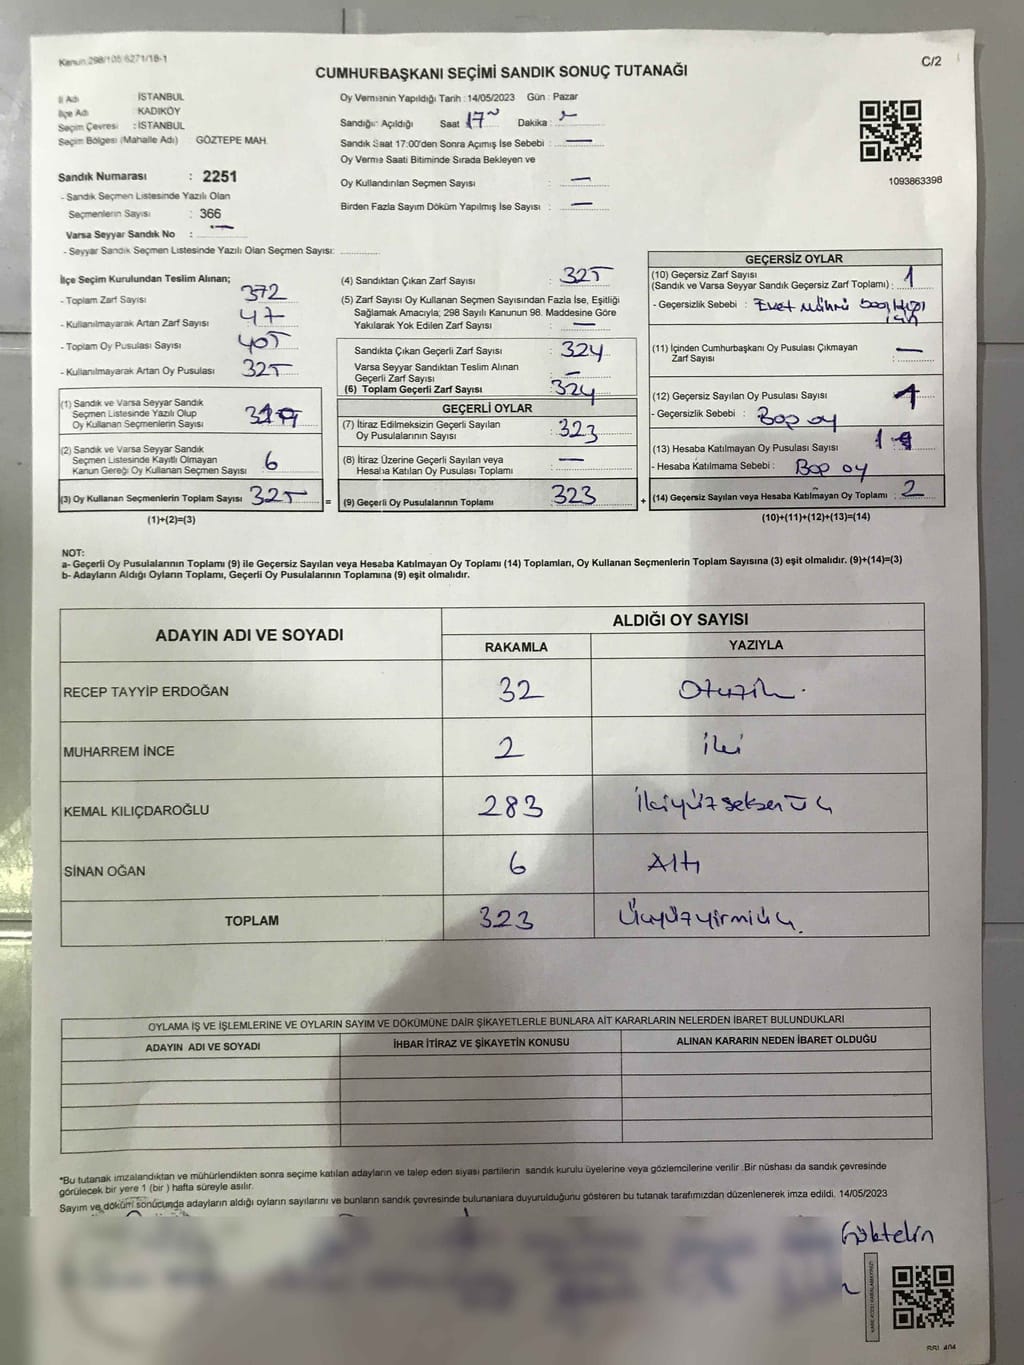 Kanun 298/105 6271/18-1
C/2
CUMHURBAŞKANI SEÇİMİ SANDIK SONUÇ TUTANAĞI
İl Adı : İSTANBUL
İlçe Adı : KADIKÖY
Seçim Çevresi : İSTANBUL
Seçim Bölgesi (Mahalle Adı) : GÖZTEPE MAH.
Sandık Numarası : 2251
- Sandık Seçmen Listesinde Yazılı Olan
Seçmenlerin Sayısı : 366
Varsa Seyyar Sandık No : —
- Seyyar Sandık Seçmen Listesinde Yazılı Olan Seçmen Sayısı:
Oy Vermenin Yapıldığı Tarih : 14/05/2023 Gün : Pazar
Sandığın Açıldığı Saat 17 Dakika :
Sandık Saat 17:00'den Sonra Açımış İse Sebebi : —
Oy Verme Saati Bitiminde Sırada Bekleyen ve
Oy Kullandırılan Seçmen Sayısı : —
Birden Fazla Sayım Döküm Yapılmış İse Sayısı : —
1093863398
İlçe Seçim Kurulundan Teslim Alınan;
- Toplam Zarf Sayısı : 372
- Kullanılmayarak Artan Zarf Sayısı : 47
- Toplam Oy Pusulası Sayısı : 405
- Kullanılmayarak Artan Oy Pusulası : 325
(1) Sandık ve Varsa Seyyar Sandık
Seçmen Listesinde Yazılı Olup
Oy Kullanan Seçmenlerin Sayısı : 319
(2) Sandık ve Varsa Seyyar Sandık
Seçmen Listesinde Kayıtlı Olmayan
Kanun Gereği Oy Kullanan Seçmen Sayısı : 6
(3) Oy Kullanan Seçmenlerin Toplam Sayısı : 325 =
(1)+(2)=(3)
(4) Sandıktan Çıkan Zarf Sayısı : 325
(5) Zarf Sayısı Oy Kullanan Seçmen Sayısından Fazla İse, Eşitliği
Sağlamak Amacıyla; 298 Sayılı Kanunun 98. Maddesine Göre
Yakılarak Yok Edilen Zarf Sayısı : —
Sandıkta Çıkan Geçerli Zarf Sayısı : 324
Varsa Seyyar Sandıktan Teslim Alınan
Geçerli Zarf Sayısı : —
(6) Toplam Geçerli Zarf Sayısı : 324
GEÇERLİ OYLAR
(7) İtiraz Edilmeksizin Geçerli Sayılan
Oy Pusulalarının Sayısı : 323
(8) İtiraz Üzerine Geçerli Sayılan veya
Hesaba Katılan Oy Pusulası Toplamı : —
(9) Geçerli Oy Pusulalarının Toplamı : 323 +
GEÇERSİZ OYLAR
(10) Geçersiz Zarf Sayısı
(Sandık ve Varsa Seyyar Sandık Geçersiz Zarf Toplamı) : 1
- Geçersizlik Sebebi : Evet Mührü
(11) İçinden Cumhurbaşkanı Oy Pusulası Çıkmayan
Zarf Sayısı : —
(12) Geçersiz Sayılan Oy Pusulası Sayısı : 1
- Geçersizlik Sebebi : Boş oy
(13) Hesaba Katılmayan Oy Pusulası Sayısı : 1
- Hesaba Katılmama Sebebi : Boş oy
(14) Geçersiz Sayılan veya Hesaba Katılmayan Oy Toplamı : 2
(10)+(11)+(12)+(13)=(14)
NOT:
a- Geçerli Oy Pusulalarının Toplamı (9) ile Geçersiz Sayılan veya Hesaba Katılmayan Oy Toplamı (14) Toplamları, Oy Kullanan Seçmenlerin Toplam Sayısına (3) eşit olmalıdır. (9)+(14)=(3)
b- Adayların Aldığı Oyların Toplamı, Geçerli Oy Pusulalarının Toplamına (9) eşit olmalıdır.
ADAYIN ADI VE SOYADI
ALDIĞI OY SAYISI
RAKAMLA YAZIYLA
RECEP TAYYİP ERDOĞAN 32 Otuziki
MUHARREM İNCE 2 İki
KEMAL KILIÇDAROĞLU 283 İkiyüzseksenüç
SİNAN OĞAN 6 Altı
TOPLAM 323 Üçyüzyirmiüç
OYLAMA İŞ VE İŞLEMLERİNE VE OYLARIN SAYIM VE DÖKÜMÜNE DAİR ŞİKAYETLERLE BUNLARA AİT KARARLARIN NELERDEN İBARET BULUNDUKLARI
ADAYIN ADI VE SOYADI İHBAR İTİRAZ VE ŞİKAYETİN KONUSU ALINAN KARARIN NEDEN İBARET OLDUĞU
*Bu tutanak imzalandıktan ve mühürlendikten sonra seçime katılan adayların ve talep eden siyasi partilerin sandık kurulu üyelerine veya gözlemcilerine verilir .Bir nüshası da sandık çevresinde
görülecek bir yere 1 (bir ) hafta süreyle asılır.
Sayım ve dökümü sonucunda adayların aldığı oyların sayılarını ve bunların sandık çevresinde bulunanlara duyurulduğunu gösteren bu tutanak tarafımızdan düzenlenerek imza edildi. 14/05/2023
Göktekin